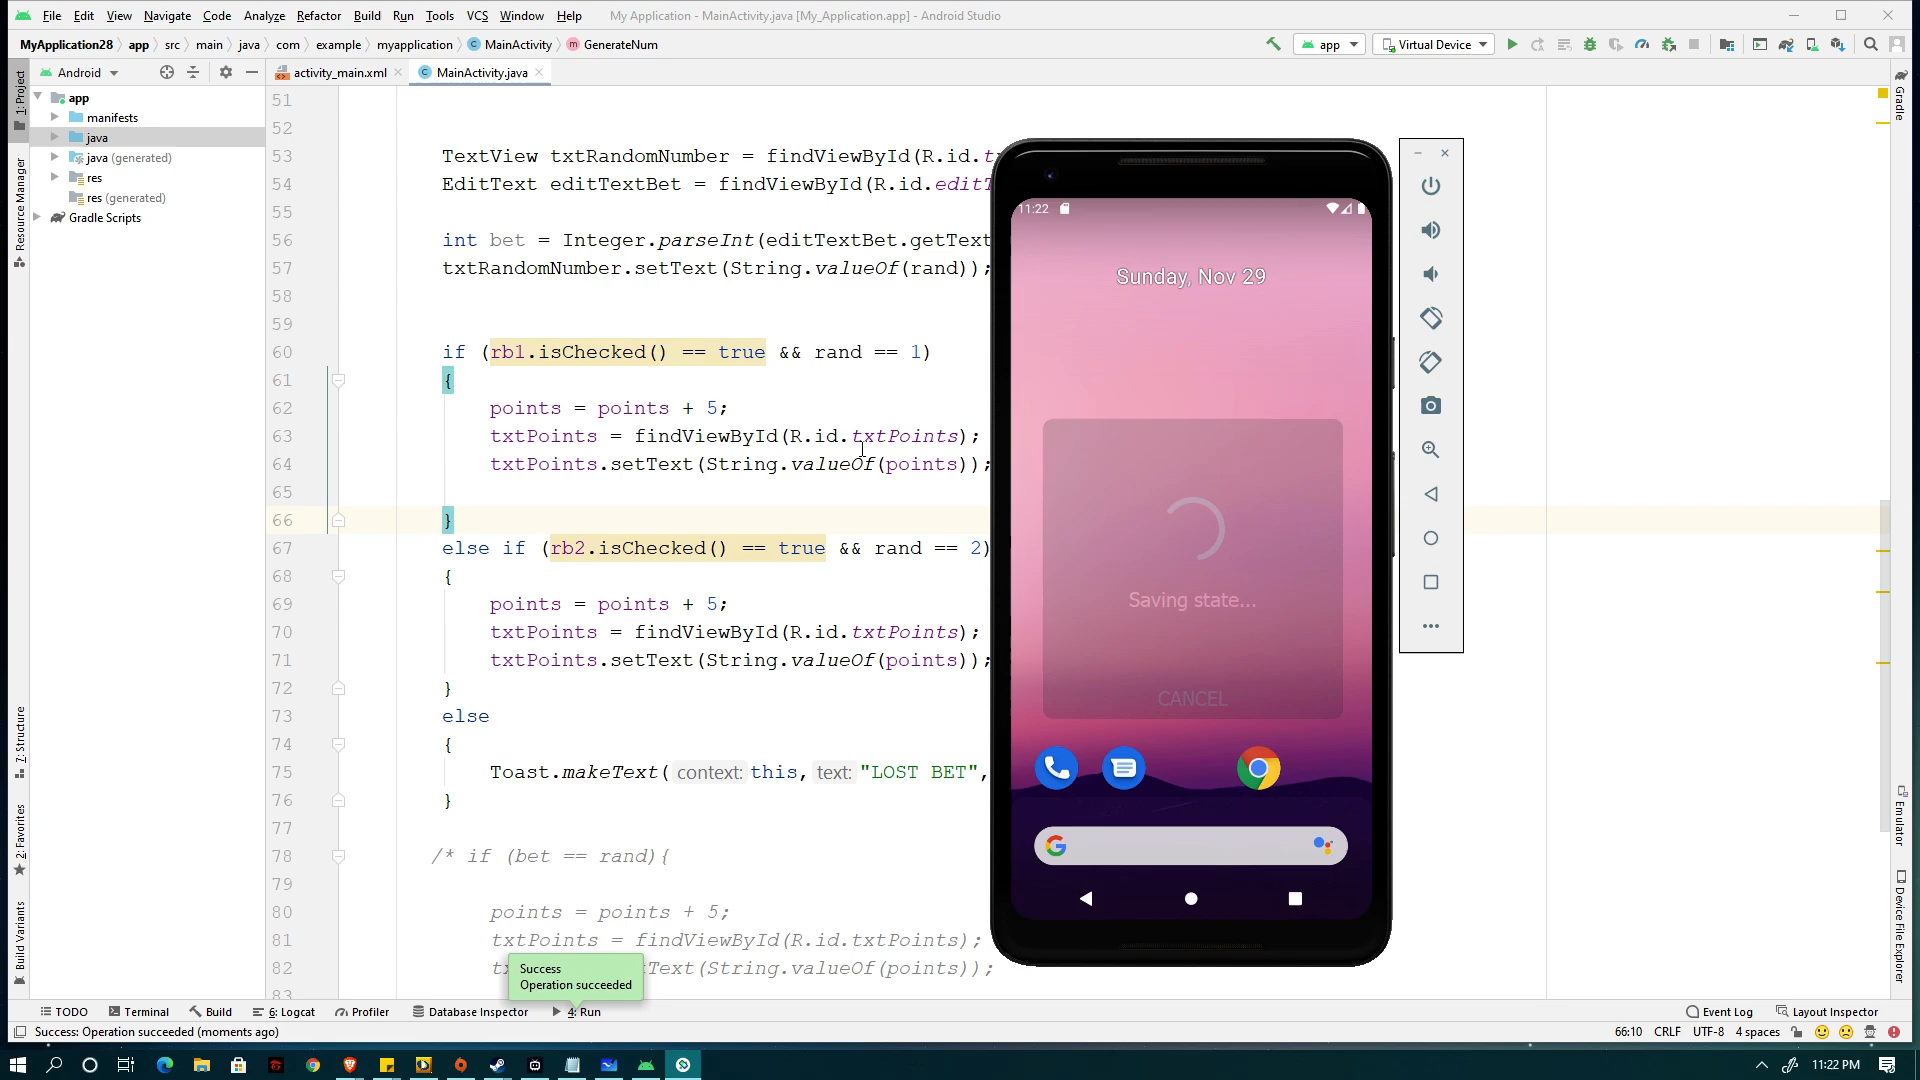 File Edit View Navigate Code Analyze Refactor Build Run Tools VCS Window Help My Application - MainActivity.java [My_Application.app] - Android Studio
MyApplication28 app src main java com example myapplication MainActivity GenerateNum
app Virtual Device
Android
activity_main.xml
MainActivity.java
1: Project
Resource Manager
7: Structure
2: Favorites
Build Variants
app
manifests
java
java (generated)
res
res (generated)
Gradle Scripts
51
52
53 TextView txtRandomNumber = findViewById(R.id.t
54 EditText editTextBet = findViewById(R.id.edit
55
56 int bet = Integer.parseInt(editTextBet.getText
57 txtRandomNumber.setText(String.valueOf(rand));
58
59
60 if (rb1.isChecked() == true && rand == 1)
61 {
62 points = points + 5;
63 txtPoints = findViewById(R.id.txtPoints);
64 txtPoints.setText(String.valueOf(points));
65
66 }
67 else if (rb2.isChecked() == true && rand == 2)
68 {
69 points = points + 5;
70 txtPoints = findViewById(R.id.txtPoints);
71 txtPoints.setText(String.valueOf(points));
72 }
73 else
74 {
75 Toast.makeText( context: this, text: "LOST BET",
76 }
77
78 /* if (bet == rand){
79
80 points = points + 5;
81 txtPoints = findViewById(R.id.txtPoints);
82 t Text(String.valueOf(points));
83
Success
Operation succeeded
11:22
Sunday, Nov 29
Saving state...
CANCEL
Gradle
Emulator
Device File Explorer
TODO Terminal Build 6: Logcat Profiler Database Inspector 4: Run Event Log Layout Inspector
Success: Operation succeeded (moments ago) 66:10 CRLF UTF-8 4 spaces
11:22 PM